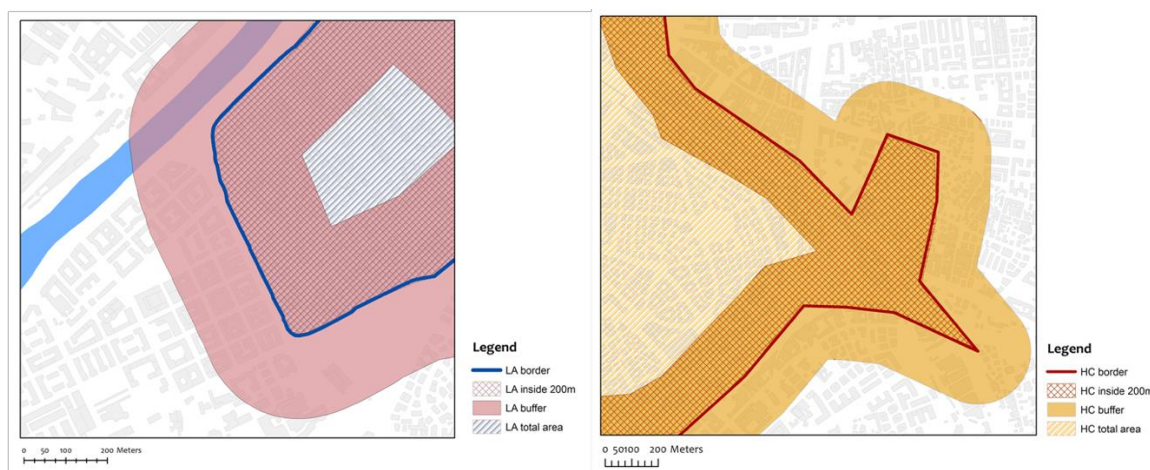 Legend
LA border
LA inside 200m
LA buffer
LA total area
0 50 100 200 Meters
Legend
HC border
HC inside 200m
HC buffer
HC total area
0 50100 200 Meters